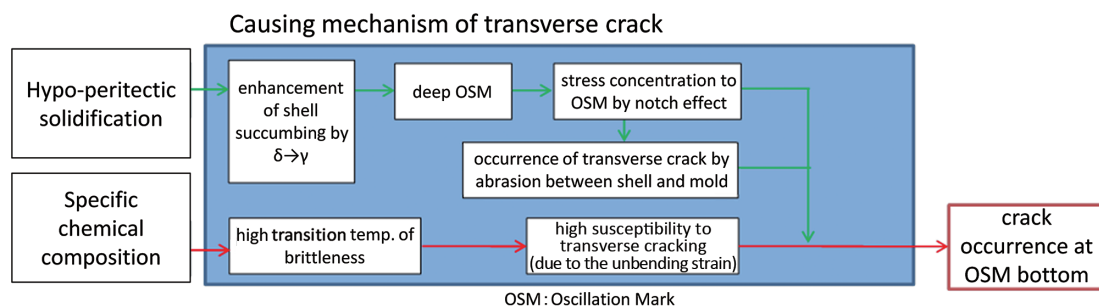 Causing mechanism of transverse crack
Hypo-peritectic
solidification
enhancement
of shell
succumbing by
δ→γ
deep OSM
stress concentration to
OSM by notch effect
occurrence of transverse crack by
abrasion between shell and mold
Specific
chemical
composition
high transition temp. of
brittleness
high susceptibility to
transverse cracking
(due to the unbending strain)
crack
occurrence at
OSM bottom
OSM : Oscillation Mark